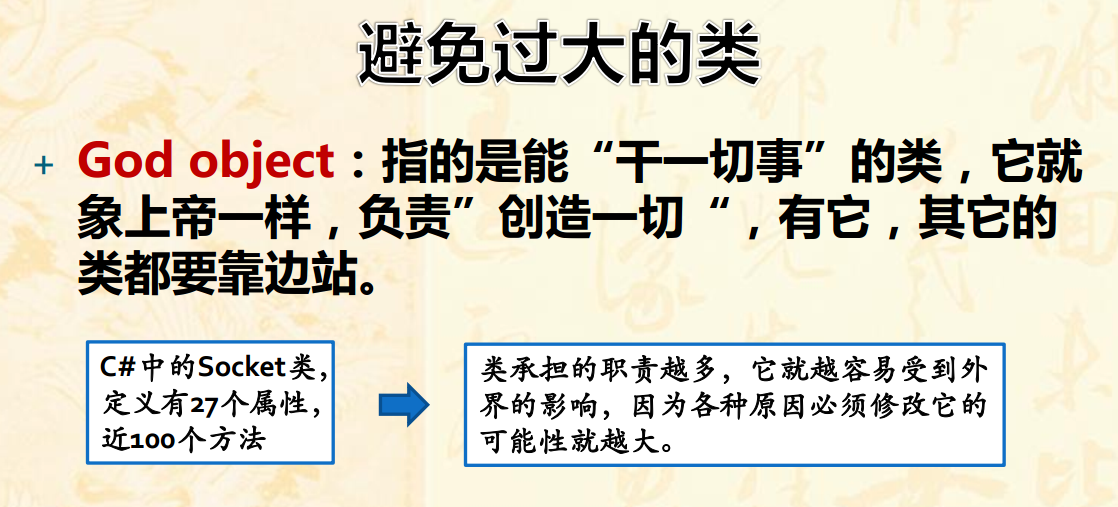 避免过大的类
+ God object：指的是能“干一切事”的类，它就
象上帝一样，负责”创造一切“，有它，其它的
类都要靠边站。
C#中的Socket类，
定义有27个属性，
近100个方法
类承担的职责越多，它就越容易受到外
界的影响，因为各种原因必须修改它的
可能性就越大。